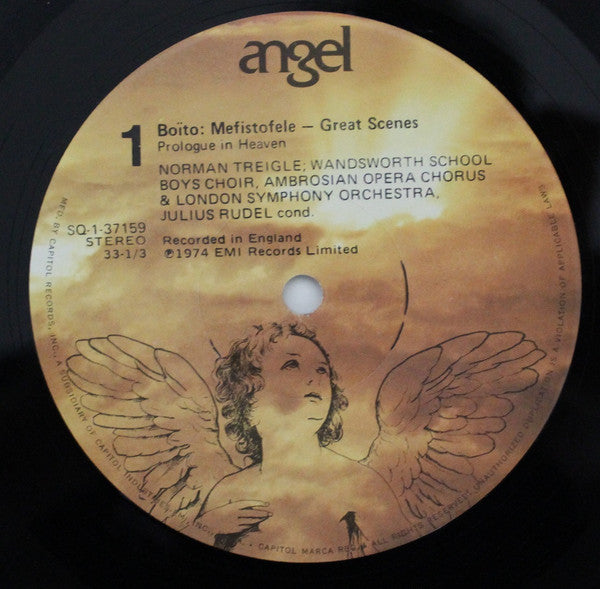 angel
1
Boïto: Mefistofele – Great Scenes
Prologue in Heaven
NORMAN TREIGLE; WANDSWORTH SCHOOL
BOYS CHOIR, AMBROSIAN OPERA CHORUS
& LONDON SYMPHONY ORCHESTRA,
JULIUS RUDEL cond.
SQ-1-37159
STEREO
33-1/3
Recorded in England
℗1974 EMI Records Limited
MFD. BY CAPITOL RECORDS, INC., A SUBSIDIARY OF CAPITOL INDUSTRIES CAPITOL MARCA REG. ALL RIGHTS RESERVED. UNAUTHORIZED DUPLICATION IS A VIOLATION OF APPLICABLE LAWS